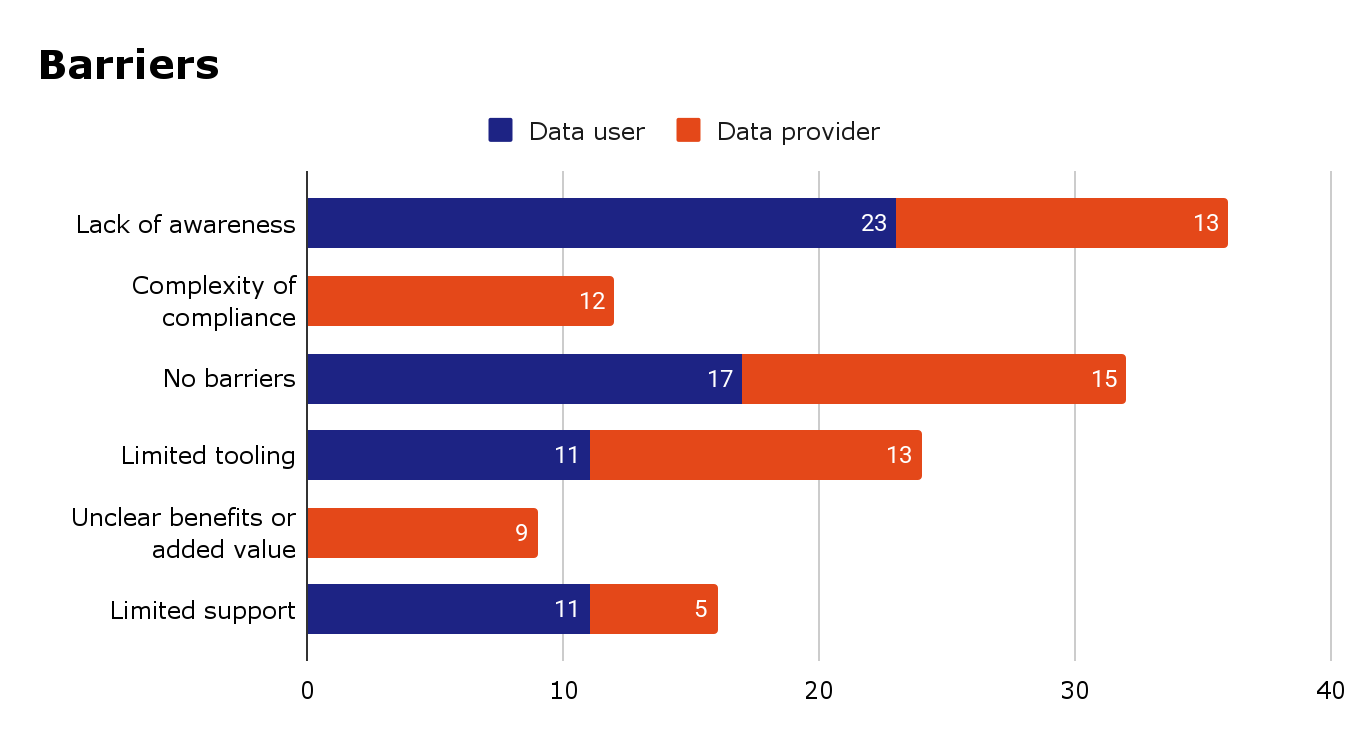 Barriers
Data user Data provider
Lack of awareness 23 13
Complexity of
compliance 12
No barriers 17 15
Limited tooling 11 13
Unclear benefits or
added value 9
Limited support 11 5
0 10 20 30 40